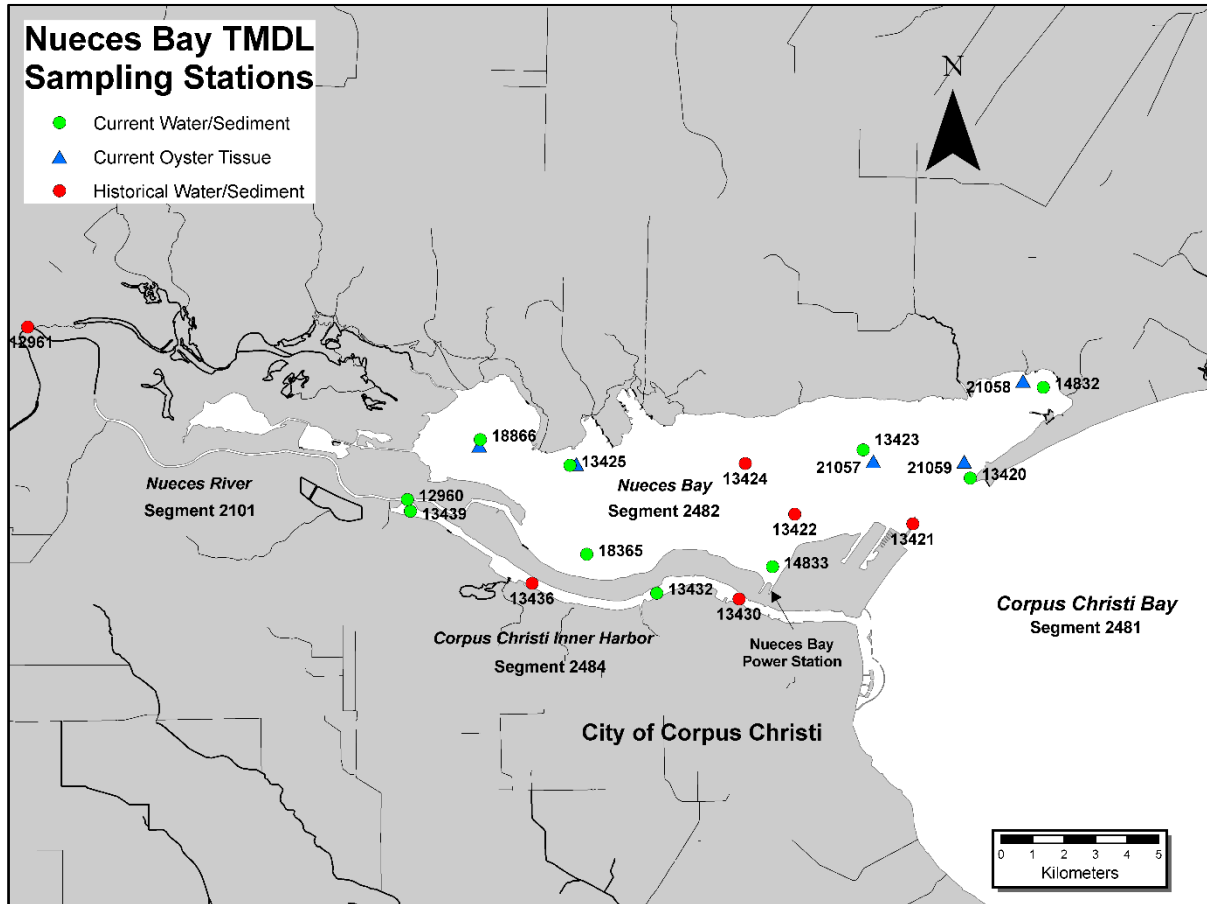 Nueces Bay TMDL
Sampling Stations
Current Water/Sediment
Current Oyster Tissue
Historical Water/Sediment
N
12961
21058
14832
18866
13425
13423
13424
21057
21059
13420
Nueces River
Segment 2101
12960
13439
Nueces Bay
Segment 2482
13422
13421
18365
14833
13436
13432
13430
Corpus Christi Bay
Segment 2481
Corpus Christi Inner Harbor
Segment 2484
Nueces Bay
Power Station
City of Corpus Christi
0 1 2 3 4 5
Kilometers